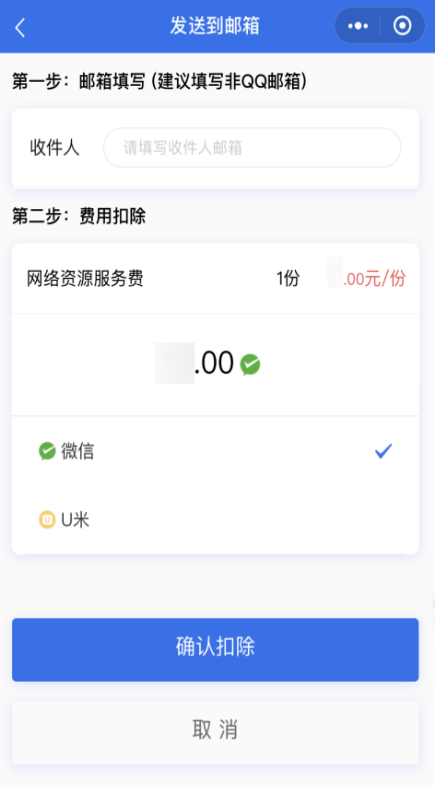 发送到邮箱
第一步：邮箱填写 (建议填写非QQ邮箱)
收件人 请填写收件人邮箱
第二步：费用扣除
网络资源服务费 1份 .00元/份
.00
微信
U米
确认扣除
取 消